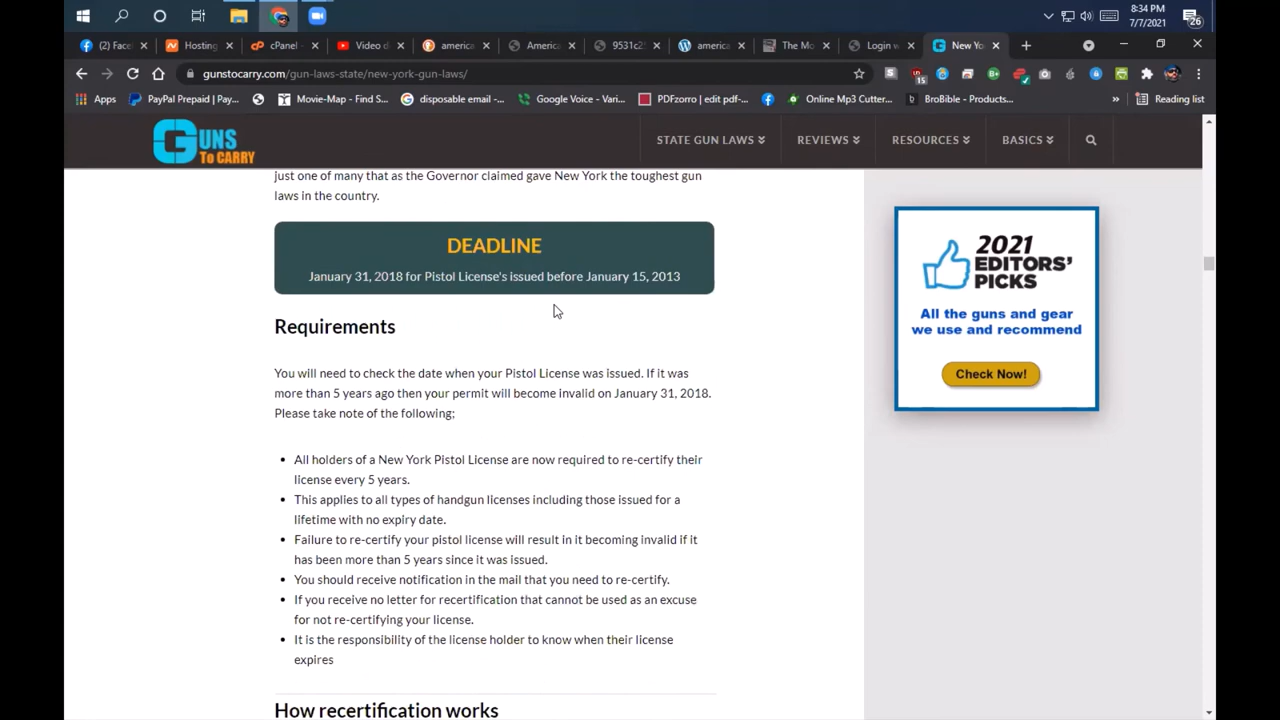 8:34 PM
7/7/2021
26
(2) Face
Hosting
cPanel -
Video d
america
America
9531c2
america
The Mo
Login w
New Yo
gunstocarry.com/gun-laws-state/new-york-gun-laws/
15
Apps
PayPal Prepaid | Pay...
Movie-Map - Find S...
disposable email -...
Google Voice - Vari...
PDFzorro | edit pdf-...
Online Mp3 Cutter...
BroBible - Products...
»
Reading list
GUNS
TO CARRY
STATE GUN LAWS
REVIEWS
RESOURCES
BASICS
just one of many that as the Governor claimed gave New York the toughest gun
laws in the country.
DEADLINE
January 31, 2018 for Pistol License's issued before January 15, 2013
Requirements
You will need to check the date when your Pistol License was issued. If it was
more than 5 years ago then your permit will become invalid on January 31, 2018.
Please take note of the following;
• All holders of a New York Pistol License are now required to re-certify their
license every 5 years.
• This applies to all types of handgun licenses including those issued for a
lifetime with no expiry date.
• Failure to re-certify your pistol license will result in it becoming invalid if it
has been more than 5 years since it was issued.
• You should receive notification in the mail that you need to re-certify.
• If you receive no letter for recertification that cannot be used as an excuse
for not re-certifying your license.
• It is the responsibility of the license holder to know when their license
expires
How recertification works
2021
EDITORS'
PICKS
All the guns and gear
we use and recommend
Check Now!